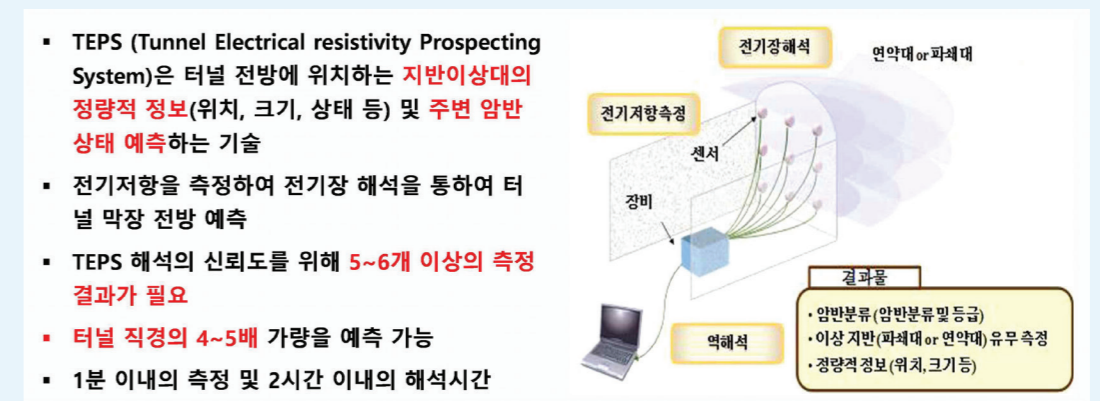 ▪ TEPS (Tunnel Electrical resistivity Prospecting
System)은 터널 전방에 위치하는 지반이상대의
정량적 정보(위치, 크기, 상태 등) 및 주변 암반
상태 예측하는 기술
▪ 전기저항을 측정하여 전기장 해석을 통하여 터
널 막장 전방 예측
▪ TEPS 해석의 신뢰도를 위해 5~6개 이상의 측정
결과가 필요
▪ 터널 직경의 4~5배 가량을 예측 가능
▪ 1분 이내의 측정 및 2시간 이내의 해석시간
전기장해석
연약대 or 파쇄대
전기저항측정
센서
장비
역해석
결과물
· 암반분류 (암반분류 및 등급)
· 이상 지반(파쇄대 or 연약대) 유무 측정
· 정량적 정보 (위치, 크기 등)